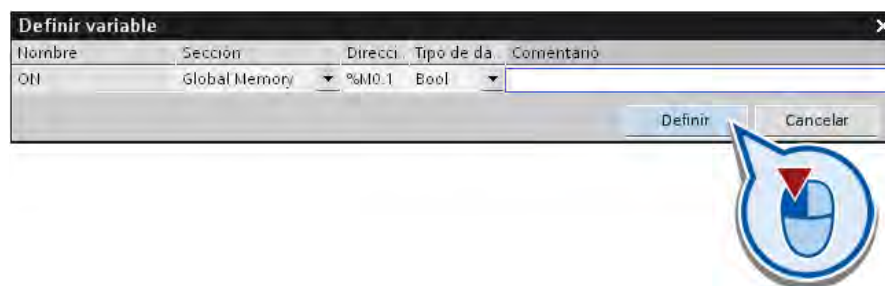 Definir variable
Nombre Sección Direcci Tipo de da Comentario
ON Global Memory %M0.1 Bool
Definir Cancelar